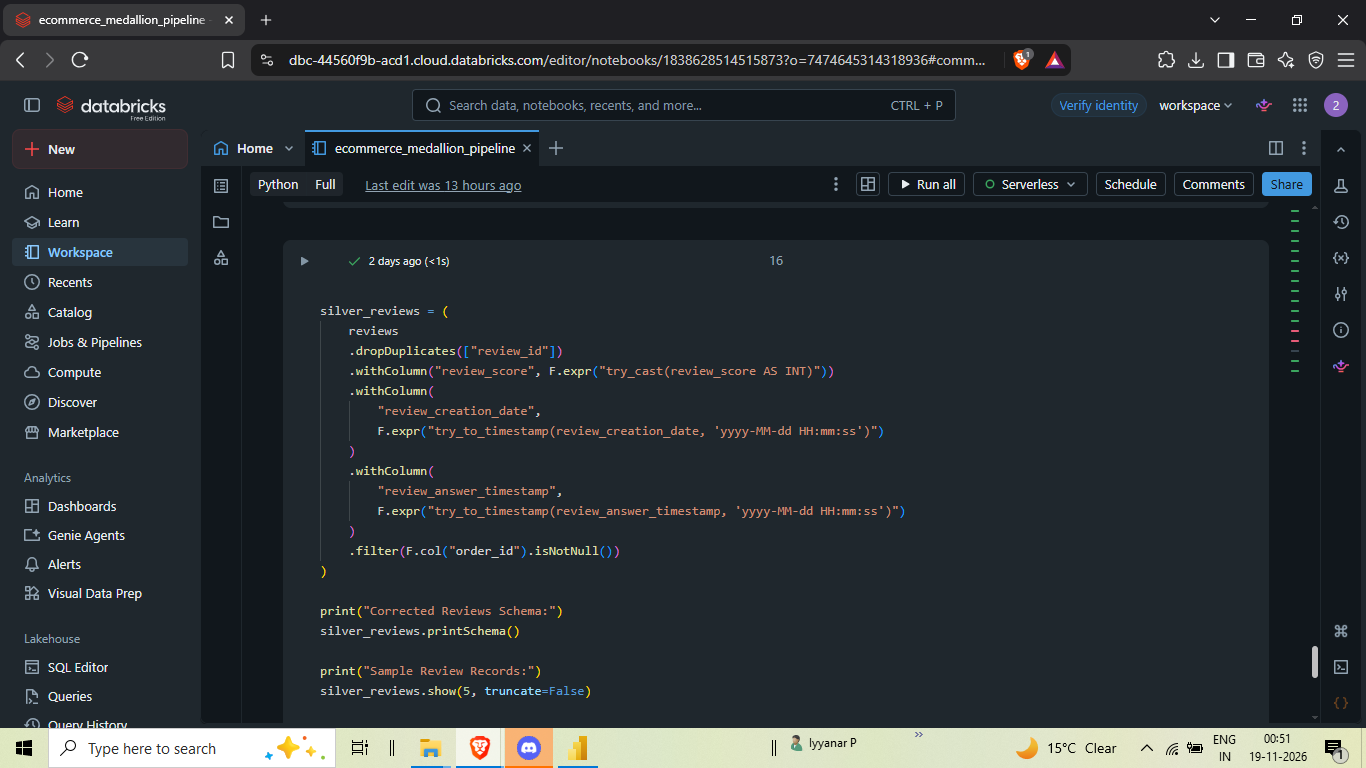 ecommerce_medallion_pipeline
dbc-44560f9b-acd1.cloud.databricks.com/editor/notebooks/1838628514515873?o=7474645314318936#comm...
1
databricks
Free Edition
Search data, notebooks, recents, and more...
CTRL + P
Verify identity
workspace
2
New
Home
ecommerce_medallion_pipeline
Python
Full
Last edit was 13 hours ago
Run all
Serverless
Schedule
Comments
Share
Home
Learn
Workspace
Recents
Catalog
Jobs & Pipelines
Compute
Discover
Marketplace
Analytics
Dashboards
Genie Agents
Alerts
Visual Data Prep
Lakehouse
SQL Editor
Queries
Query History
2 days ago (<1s)
16
silver_reviews = (
reviews
.dropDuplicates(["review_id"])
.withColumn("review_score", F.expr("try_cast(review_score AS INT)"))
.withColumn(
"review_creation_date",
F.expr("try_to_timestamp(review_creation_date, 'yyyy-MM-dd HH:mm:ss')")
)
.withColumn(
"review_answer_timestamp",
F.expr("try_to_timestamp(review_answer_timestamp, 'yyyy-MM-dd HH:mm:ss')")
)
.filter(F.col("order_id").isNotNull())
)
print("Corrected Reviews Schema:")
silver_reviews.printSchema()
print("Sample Review Records:")
silver_reviews.show(5, truncate=False)
Type here to search
Iyyanar P
15°C Clear
ENG
IN
00:51
19-11-2026
1